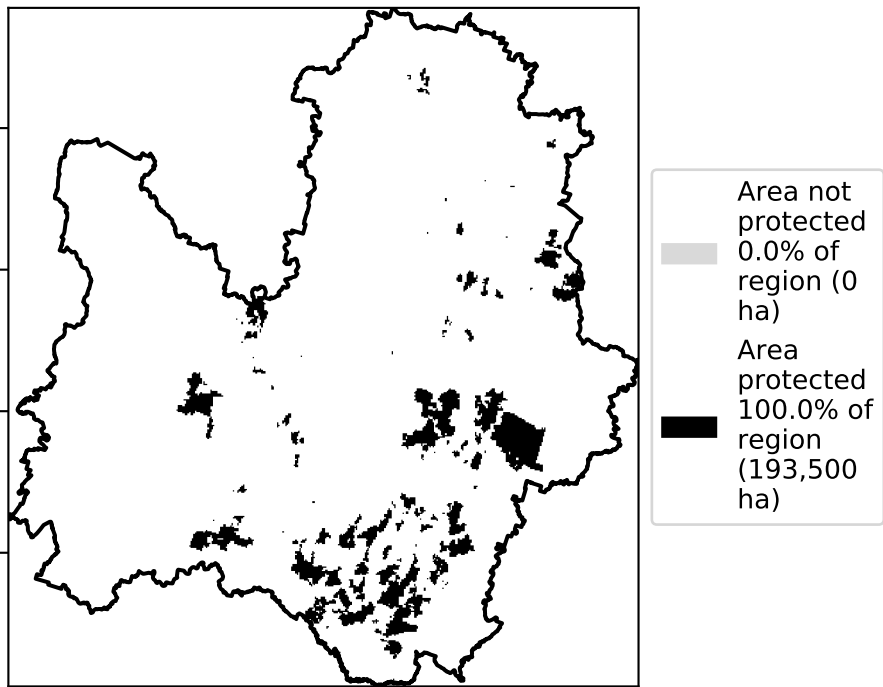 Area not
protected
0.0% of
region (0
ha)
Area
protected
100.0% of
region
(193,500
ha)